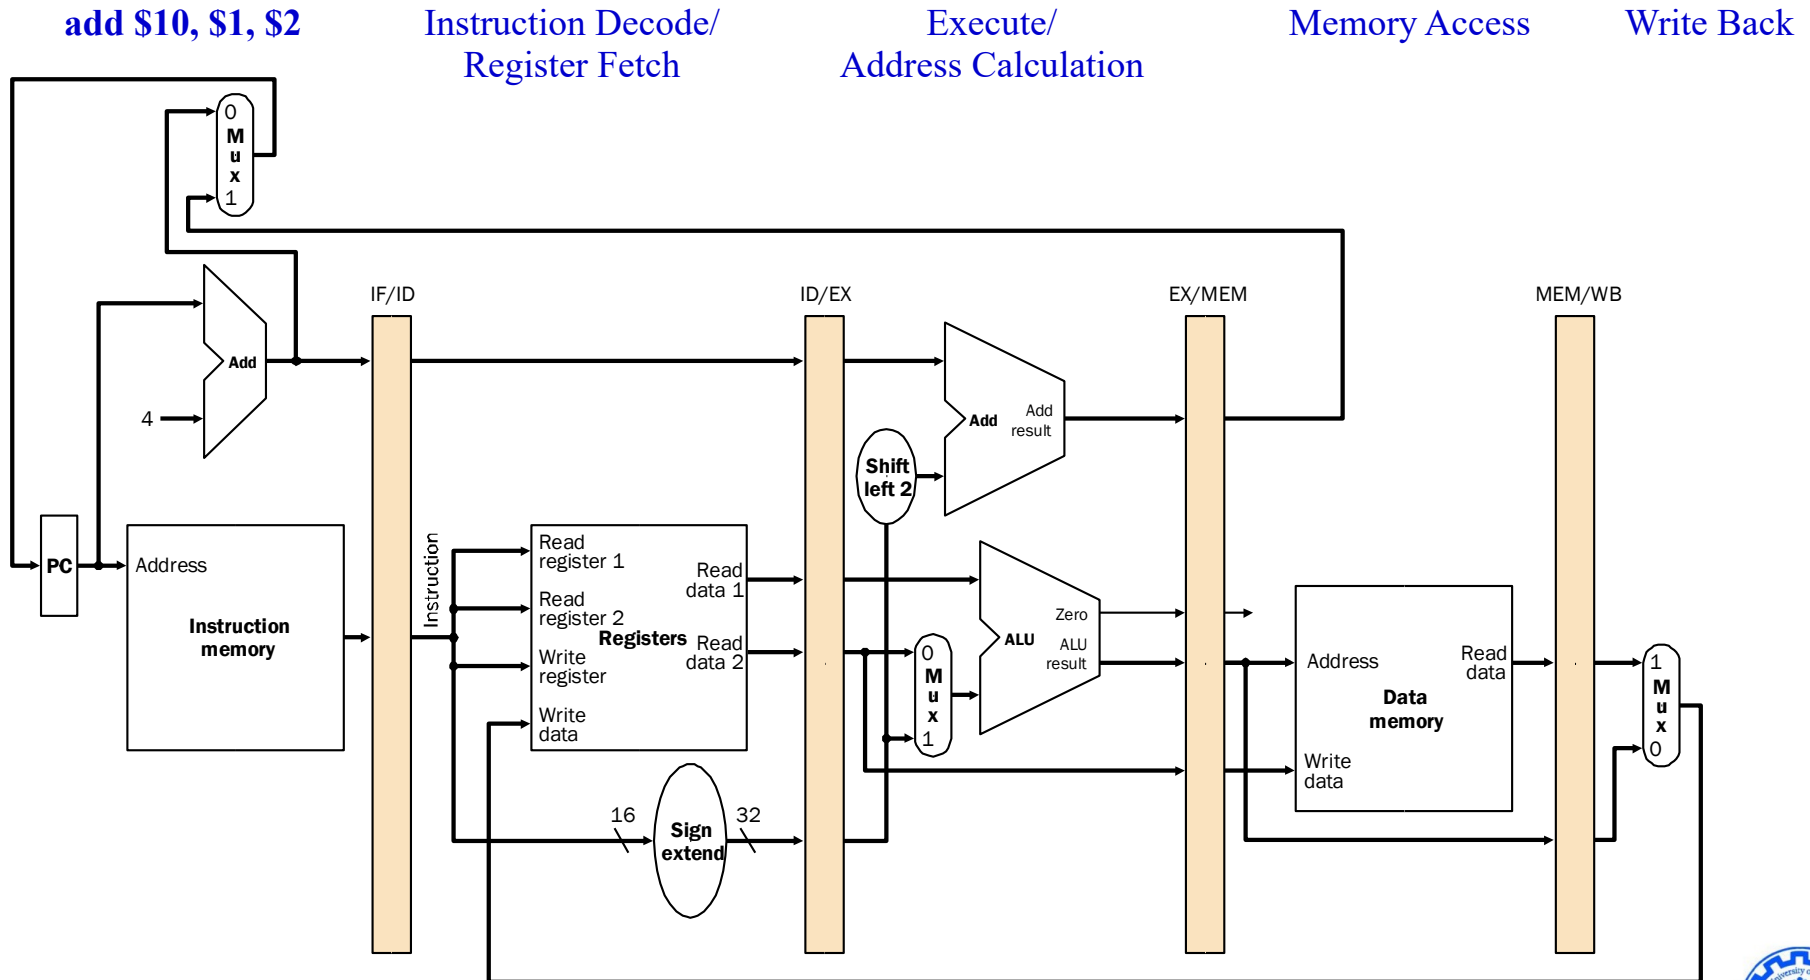 add $10, $1, $2
Instruction Decode/
Register Fetch
Execute/
Address Calculation
Memory Access
Write Back
0
M
u
x
1
IF/ID
ID/EX
EX/MEM
MEM/WB
Add
4
Add
Add
result
Shift
left 2
PC
Address
Instruction
memory
Instruction
Read
register 1
Read
register 2
Write
register
Write
data
Registers
Read
data 1
Read
data 2
16
Sign
extend
32
0
M
u
x
1
ALU
Zero
ALU
result
Address
Read
data
Data
memory
Write
data
1
M
u
x
0